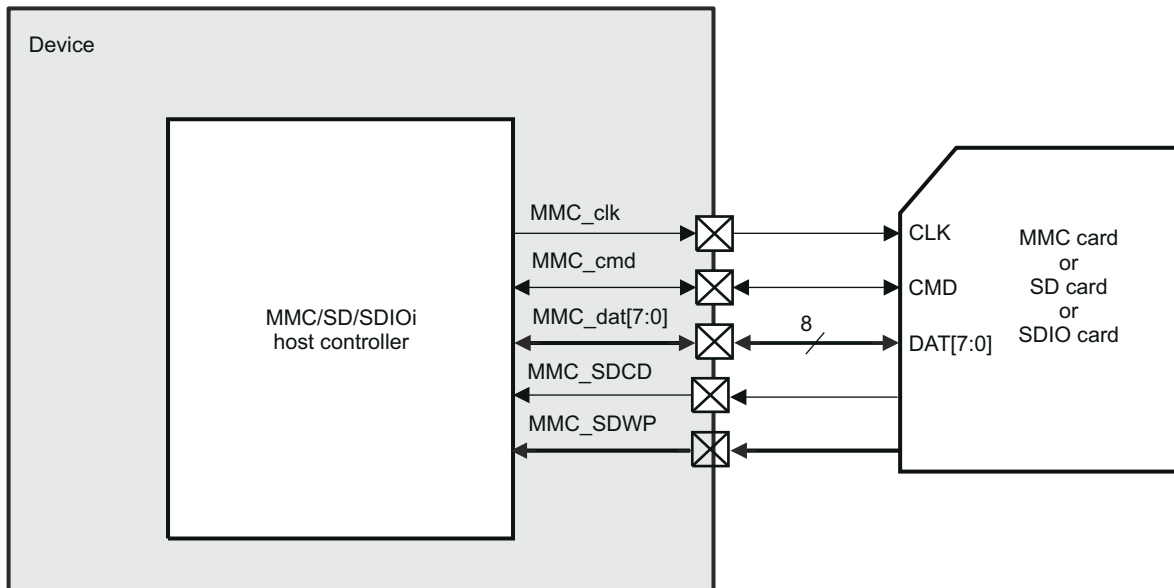 Device
MMC/SD/SDIOi
host controller
MMC_clk
MMC_cmd
MMC_dat[7:0]
MMC_SDCD
MMC_SDWP
8
CLK
CMD
DAT[7:0]
MMC card
or
SD card
or
SDIO card